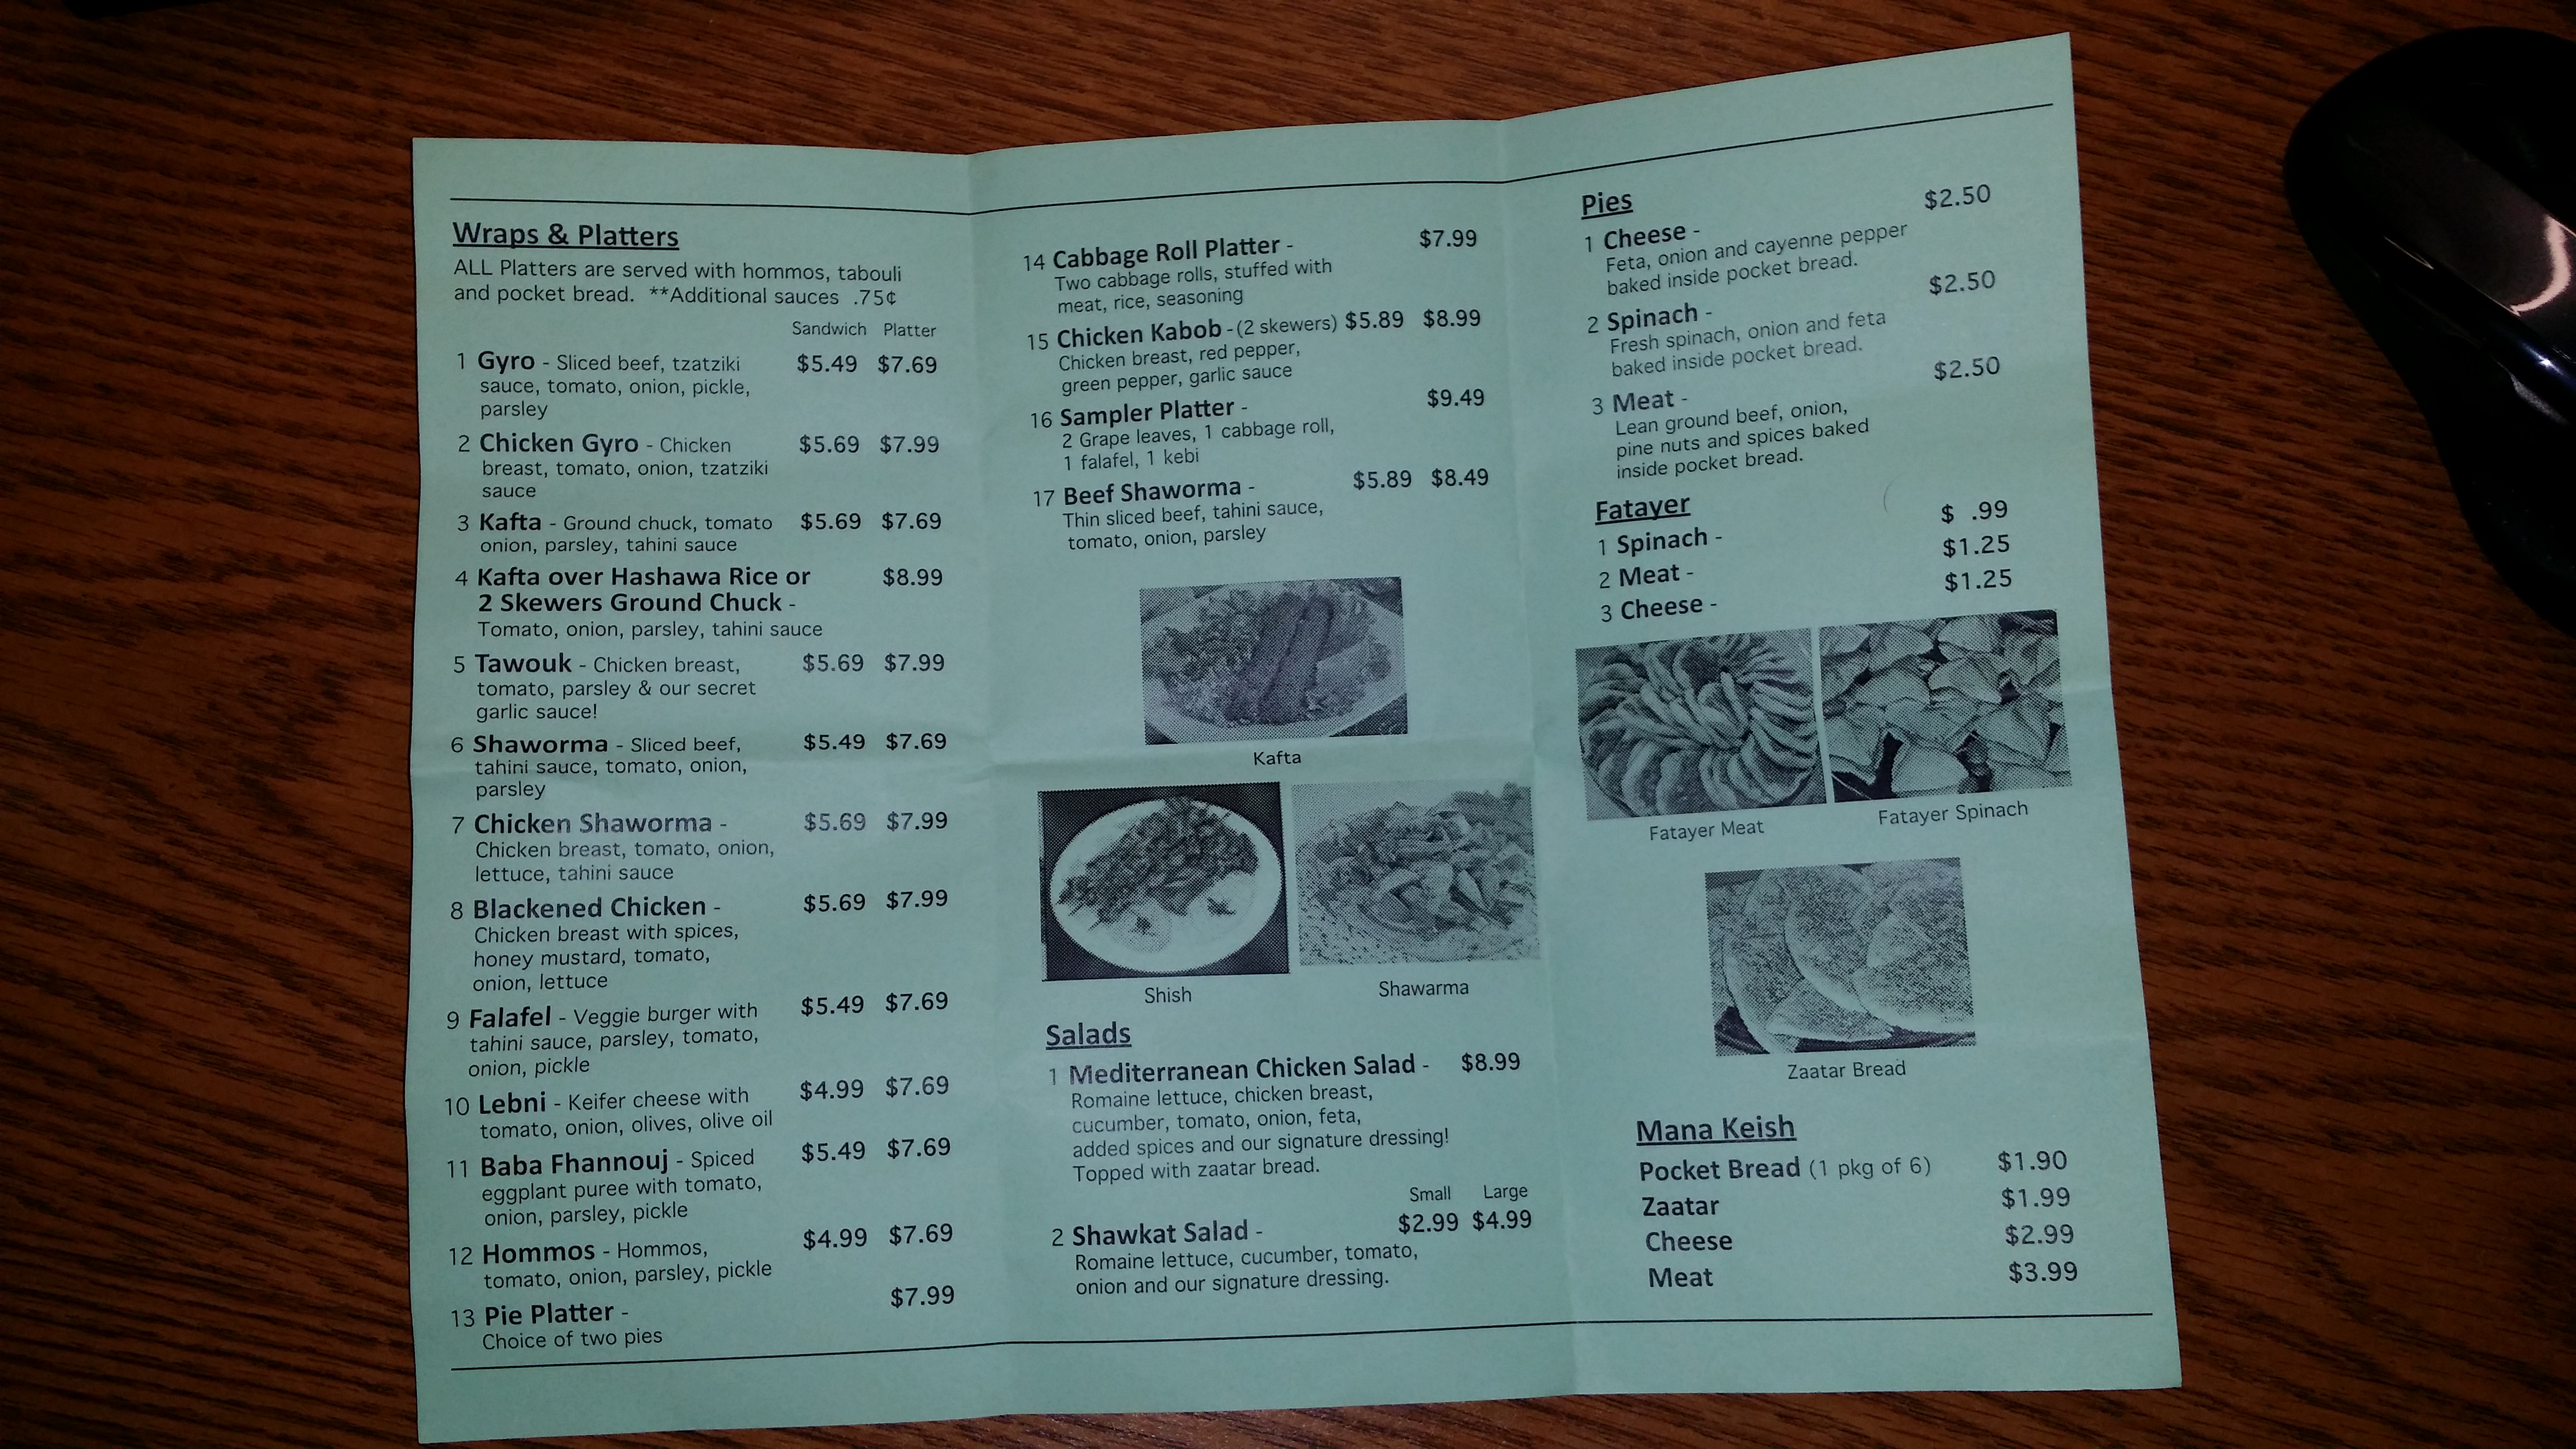 Wraps & Platters
ALL Platters are served with hommos, tabouli
and pocket bread. **Additional sauces .75¢
Sandwich Platter
1 Gyro - Sliced beef, tzatziki $5.49 $7.69
sauce, tomato, onion, pickle,
parsley
2 Chicken Gyro - Chicken $5.69 $7.99
breast, tomato, onion, tzatziki
sauce
3 Kafta - Ground chuck, tomato $5.69 $7.69
onion, parsley, tahini sauce
4 Kafta over Hashawa Rice or $8.99
2 Skewers Ground Chuck -
Tomato, onion, parsley, tahini sauce
5 Tawouk - Chicken breast, $5.69 $7.99
tomato, parsley & our secret
garlic sauce!
6 Shaworma - Sliced beef, $5.49 $7.69
tahini sauce, tomato, onion,
parsley
7 Chicken Shaworma - $5.69 $7.99
Chicken breast, tomato, onion,
lettuce, tahini sauce
8 Blackened Chicken - $5.69 $7.99
Chicken breast with spices,
honey mustard, tomato,
onion, lettuce
9 Falafel - Veggie burger with $5.49 $7.69
tahini sauce, parsley, tomato,
onion, pickle
10 Lebni - Keifer cheese with $4.99 $7.69
tomato, onion, olives, olive oil
11 Baba Fhannouj - Spiced $5.49 $7.69
eggplant puree with tomato,
onion, parsley, pickle
12 Hommos - Hommos, $4.99 $7.69
tomato, onion, parsley, pickle
13 Pie Platter - $7.99
Choice of two pies
14 Cabbage Roll Platter - $7.99
Two cabbage rolls, stuffed with
meat, rice, seasoning
15 Chicken Kabob - (2 skewers) $5.89 $8.99
Chicken breast, red pepper,
green pepper, garlic sauce
16 Sampler Platter - $9.49
2 Grape leaves, 1 cabbage roll,
1 falafel, 1 kebi
17 Beef Shaworma - $5.89 $8.49
Thin sliced beef, tahini sauce,
tomato, onion, parsley
Kafta
Shish Shawarma
Salads
1 Mediterranean Chicken Salad - $8.99
Romaine lettuce, chicken breast,
cucumber, tomato, onion, feta,
added spices and our signature dressing!
Topped with zaatar bread.
Small Large
2 Shawkat Salad - $2.99 $4.99
Romaine lettuce, cucumber, tomato,
onion and our signature dressing.
Pies
1 Cheese - $2.50
Feta, onion and cayenne pepper
baked inside pocket bread.
2 Spinach - $2.50
Fresh spinach, onion and feta
baked inside pocket bread.
3 Meat - $2.50
Lean ground beef, onion,
pine nuts and spices baked
inside pocket bread.
Fatayer
1 Spinach - $ .99
2 Meat - $1.25
3 Cheese - $1.25
Fatayer Meat Fatayer Spinach
Zaatar Bread
Mana Keish
Pocket Bread (1 pkg of 6) $1.90
Zaatar $1.99
Cheese $2.99
Meat $3.99